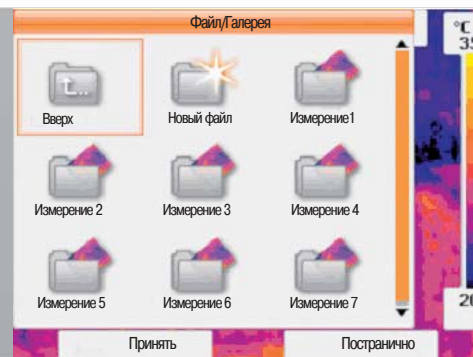 Файл/Галерея
°C
Вверх
Новый файл
Измерение1
Измерение 2
Измерение 3
Измерение 4
Измерение 5
Измерение 6
Измерение 7
Принять
Постранично